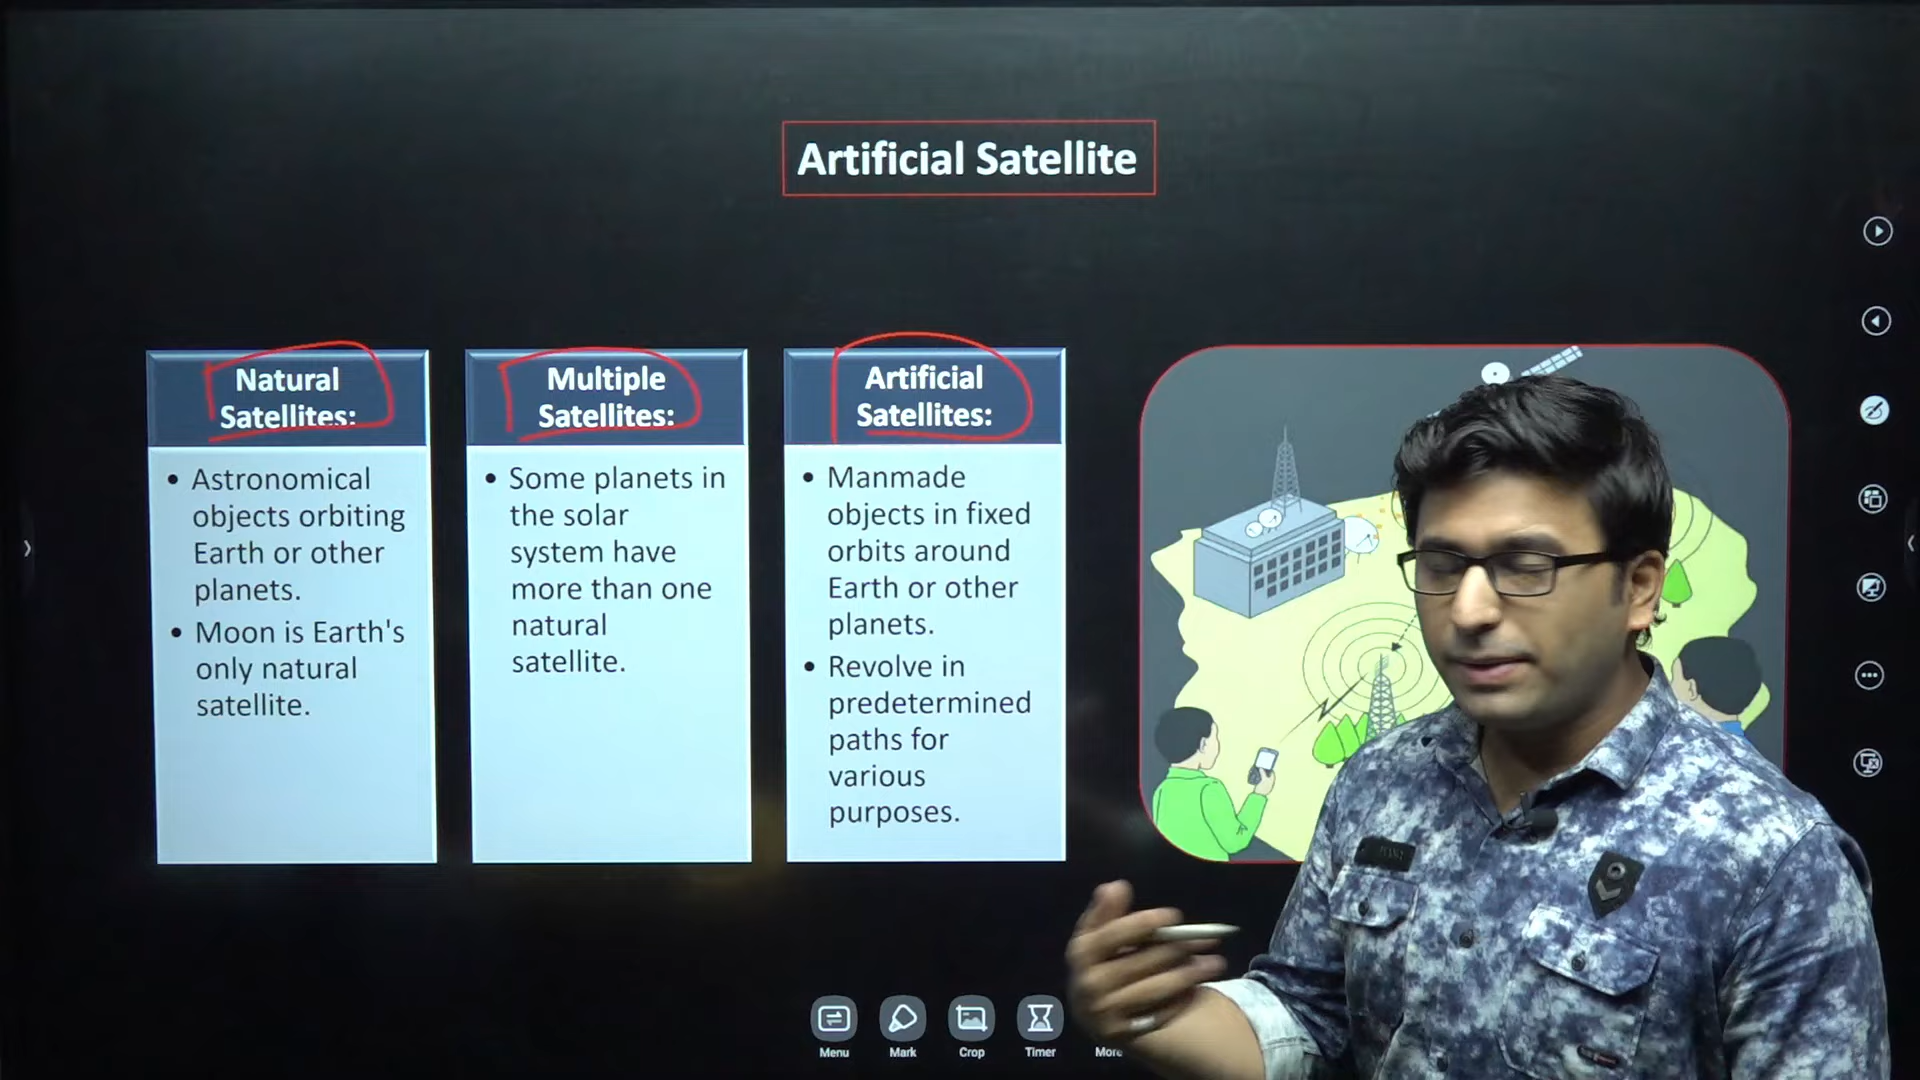 Artificial Satellite
Natural
Satellites:
• Astronomical
objects orbiting
Earth or other
planets.
• Moon is Earth's
only natural
satellite.
Multiple
Satellites:
• Some planets in
the solar
system have
more than one
natural
satellite.
Artificial
Satellites:
• Manmade
objects in fixed
orbits around
Earth or other
planets.
• Revolve in
predetermined
paths for
various
purposes.
Menu
Mark
Crop
Timer
More